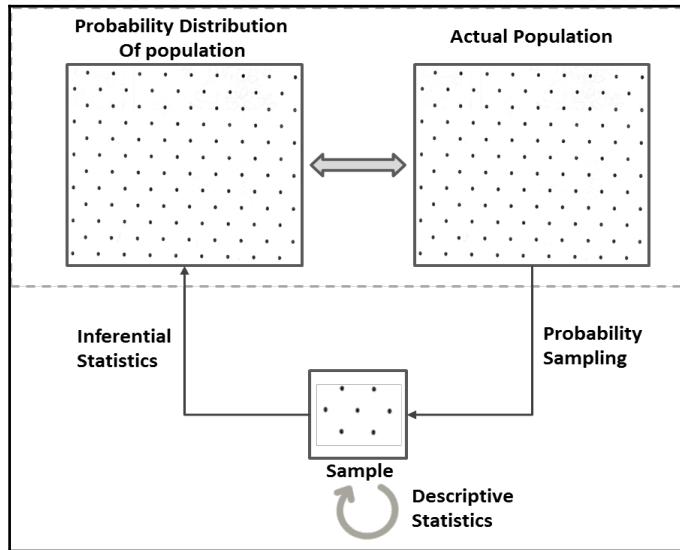 Probability Distribution
Of population
Actual Population
Inferential
Statistics
Probability
Sampling
Sample
Descriptive
Statistics